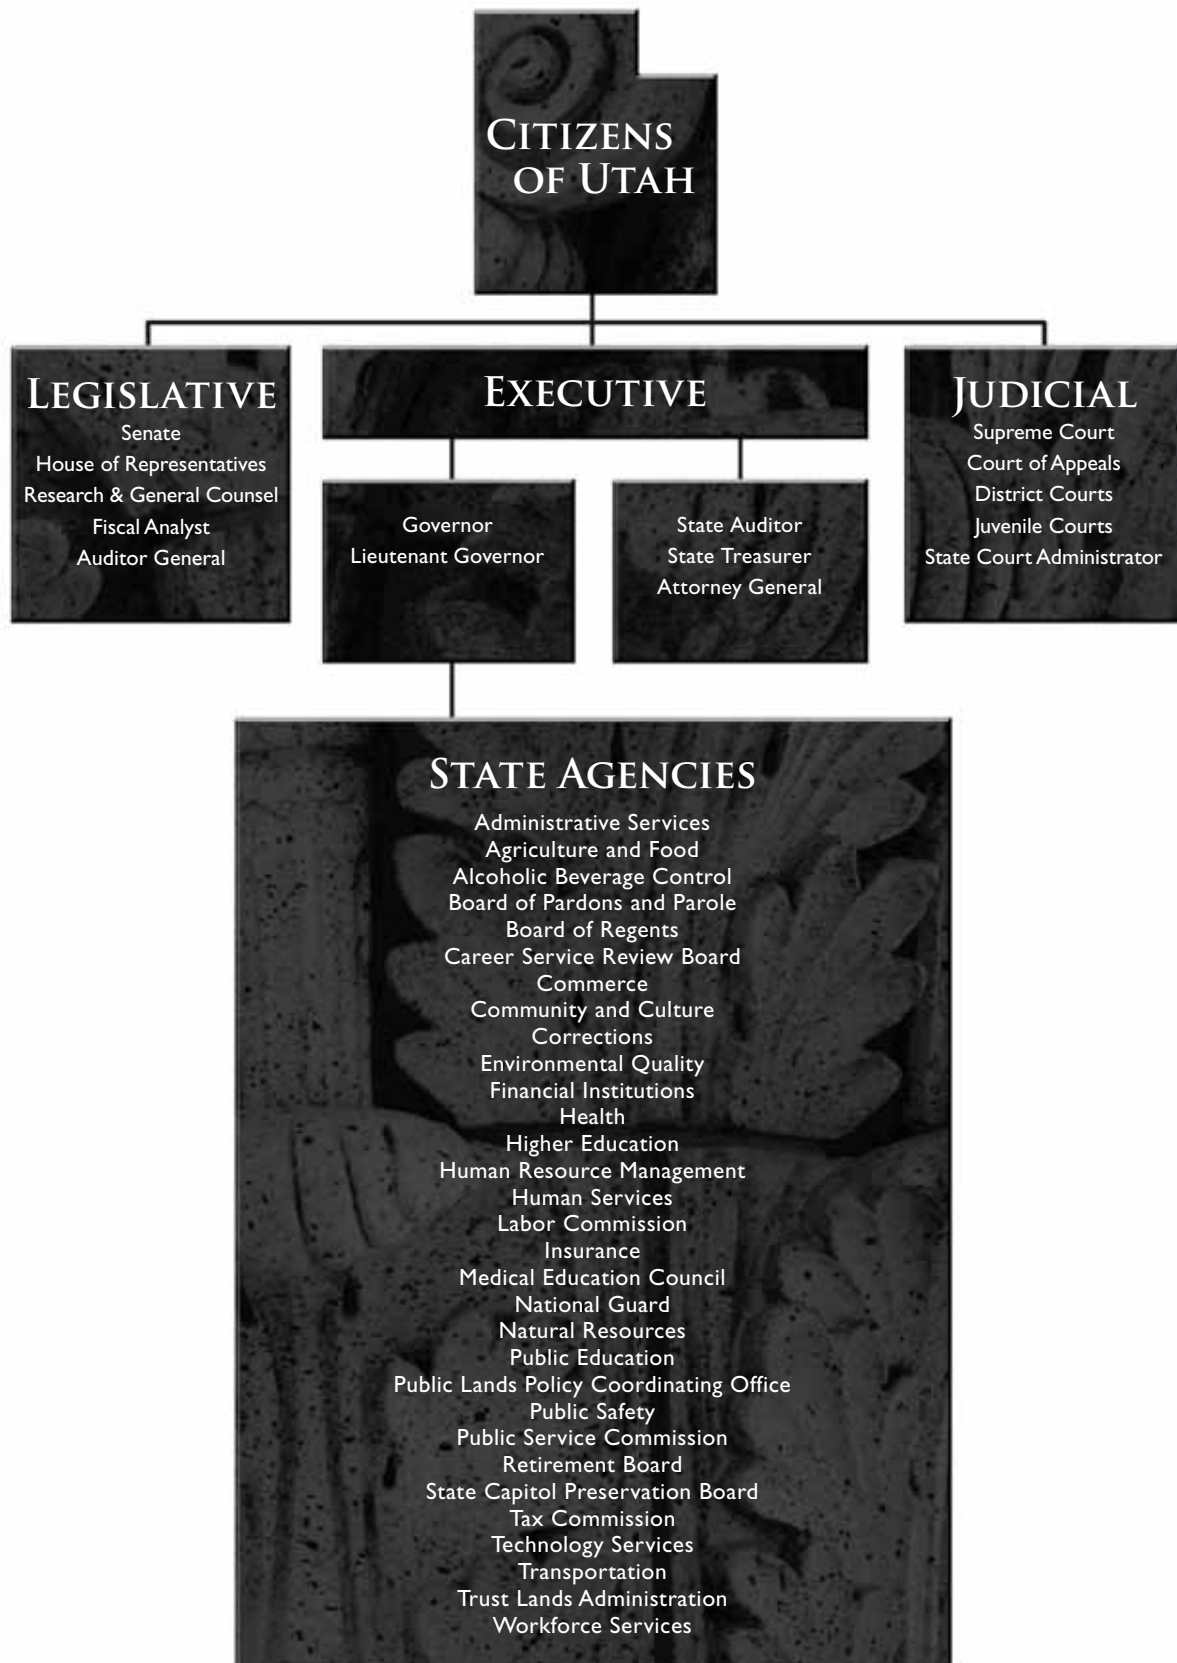 CITIZENS
OF UTAH
LEGISLATIVE
Senate
House of Representatives
Research & General Counsel
Fiscal Analyst
Auditor General
EXECUTIVE
Governor
Lieutenant Governor
State Auditor
State Treasurer
Attorney General
JUDICIAL
Supreme Court
Court of Appeals
District Courts
Juvenile Courts
State Court Administrator
STATE AGENCIES
Administrative Services
Agriculture and Food
Alcoholic Beverage Control
Board of Pardons and Parole
Board of Regents
Career Service Review Board
Commerce
Community and Culture
Corrections
Environmental Quality
Financial Institutions
Health
Higher Education
Human Resource Management
Human Services
Labor Commission
Insurance
Medical Education Council
National Guard
Natural Resources
Public Education
Public Lands Policy Coordinating Office
Public Safety
Public Service Commission
Retirement Board
State Capitol Preservation Board
Tax Commission
Technology Services
Transportation
Trust Lands Administration
Workforce Services